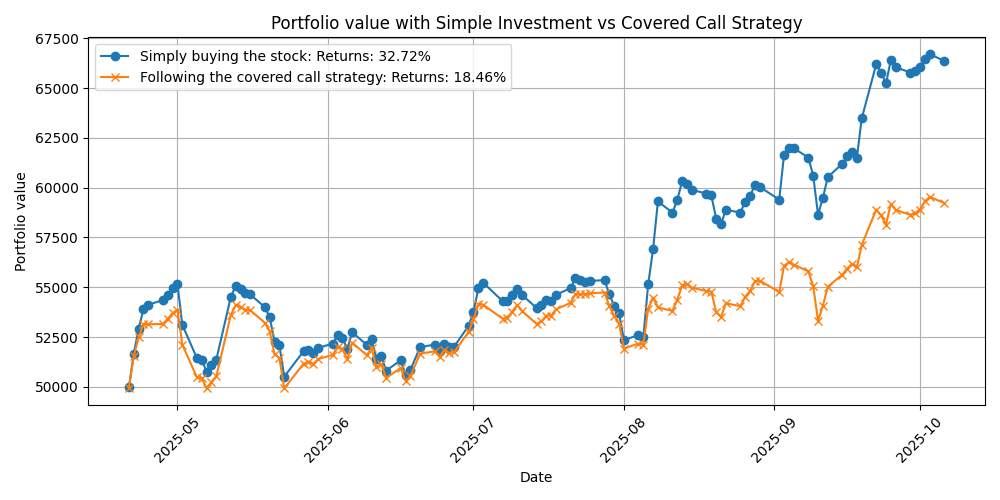 Portfolio value with Simple Investment vs Covered Call Strategy
Simply buying the stock: Returns: 32.72%
Following the covered call strategy: Returns: 18.46%
Portfolio value
67500
65000
62500
60000
57500
55000
52500
50000
2025-05
2025-06
2025-07
2025-08
2025-09
2025-10
Date